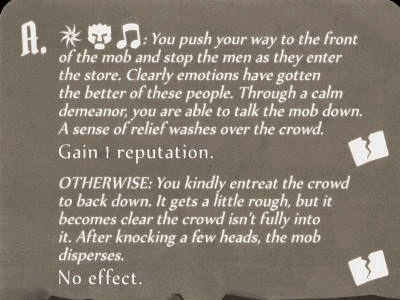 A. : You push your way to the front
of the mob and stop the men as they enter
the store. Clearly emotions have gotten
the better of these people. Through a calm
demeanor, you are able to talk the mob down.
A sense of relief washes over the crowd.
Gain 1 reputation.
OTHERWISE: You kindly entreat the crowd
to back down. It gets a little rough, but it
becomes clear the crowd isn't fully into
it. After knocking a few heads, the mob
disperses.
No effect.